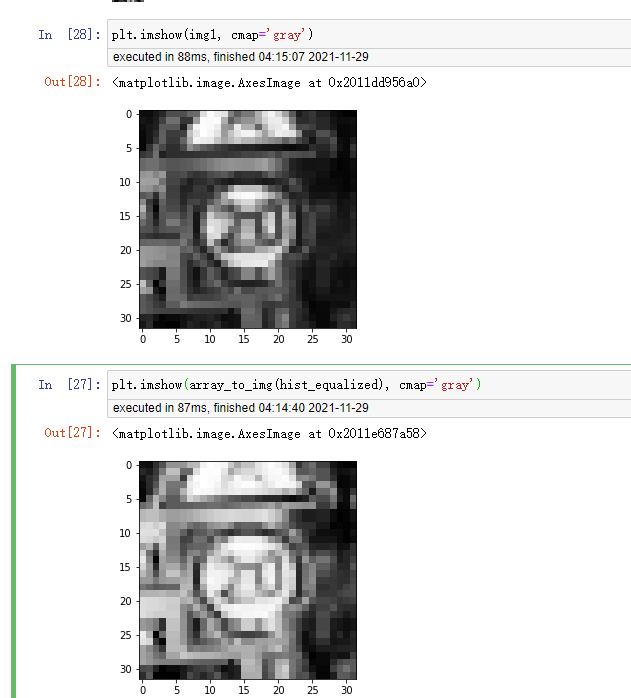 In [28]: plt.imshow(img1, cmap='gray')
executed in 88ms, finished 04:15:07 2021-11-29
Out[28]: <matplotlib.image.AxesImage at 0x2011dd956a0>
0
5
10
15
20
25
30
0 5 10 15 20 25 30
In [27]: plt.imshow(array_to_img(hist_equalized), cmap='gray')
executed in 87ms, finished 04:14:40 2021-11-29
Out[27]: <matplotlib.image.AxesImage at 0x2011e687a58>
0
5
10
15
20
25
30
0 5 10 15 20 25 30